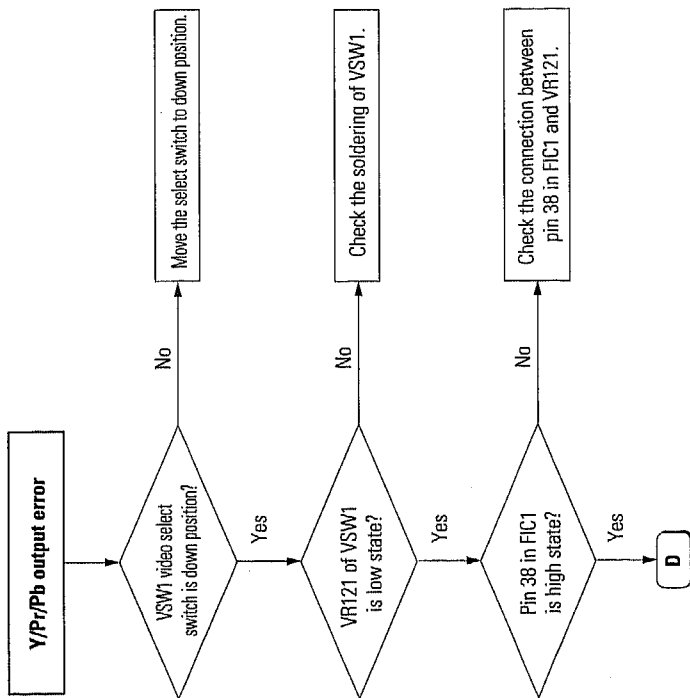 Y/Pr/Pb output error
VSW1 video select
switch is down position?
No
Move the select switch to down position.
Yes
VR121 of VSW1
is low state?
No
Check the soldering of VSW1.
Yes
Pin 38 in FIC1
is high state?
No
Check the connection between
pin 38 in FIC1 and VR121.
Yes
D